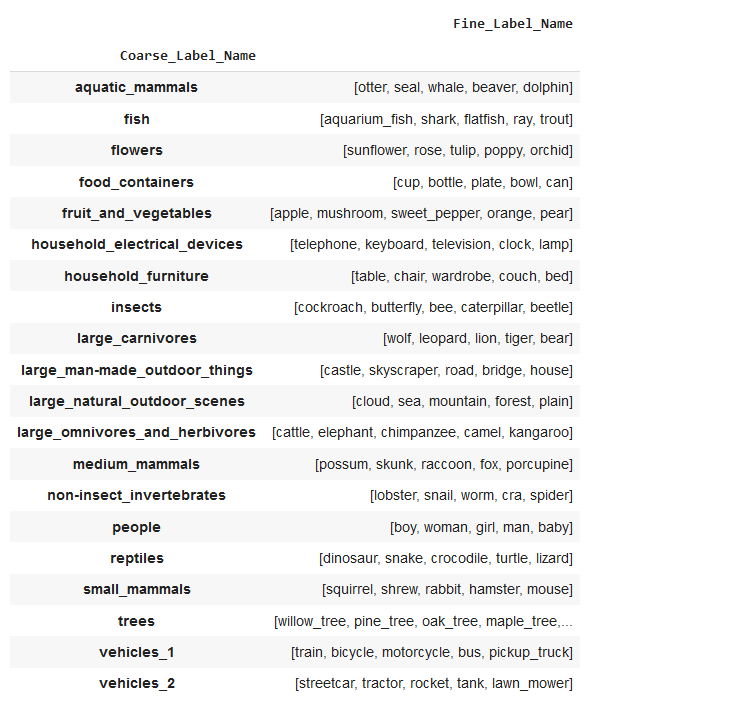 Fine_Label_Name
Coarse_Label_Name
aquatic_mammals [otter, seal, whale, beaver, dolphin]
fish [aquarium_fish, shark, flatfish, ray, trout]
flowers [sunflower, rose, tulip, poppy, orchid]
food_containers [cup, bottle, plate, bowl, can]
fruit_and_vegetables [apple, mushroom, sweet_pepper, orange, pear]
household_electrical_devices [telephone, keyboard, television, clock, lamp]
household_furniture [table, chair, wardrobe, couch, bed]
insects [cockroach, butterfly, bee, caterpillar, beetle]
large_carnivores [wolf, leopard, lion, tiger, bear]
large_man-made_outdoor_things [castle, skyscraper, road, bridge, house]
large_natural_outdoor_scenes [cloud, sea, mountain, forest, plain]
large_omnivores_and_herbivores [cattle, elephant, chimpanzee, camel, kangaroo]
medium_mammals [possum, skunk, raccoon, fox, porcupine]
non-insect_invertebrates [lobster, snail, worm, cra, spider]
people [boy, woman, girl, man, baby]
reptiles [dinosaur, snake, crocodile, turtle, lizard]
small_mammals [squirrel, shrew, rabbit, hamster, mouse]
trees [willow_tree, pine_tree, oak_tree, maple_tree,...
vehicles_1 [train, bicycle, motorcycle, bus, pickup_truck]
vehicles_2 [streetcar, tractor, rocket, tank, lawn_mower]